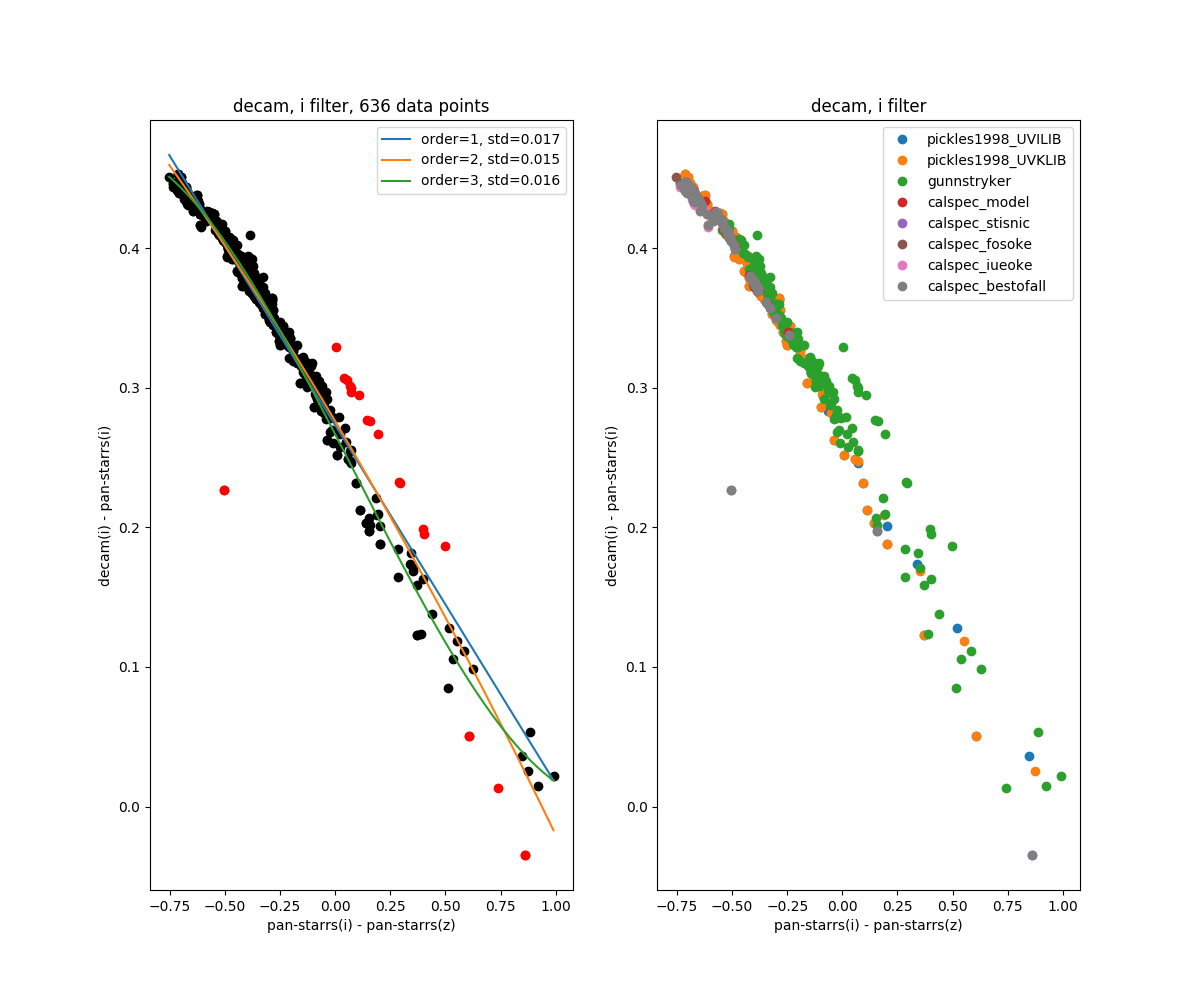 decam, i filter, 636 data points
order=1, std=0.017
order=2, std=0.015
order=3, std=0.016
0.4
0.3
0.2
0.1
0.0
decam(i) - pan-starrs(i)
−0.75 −0.50 −0.25 0.00 0.25 0.50 0.75 1.00
pan-starrs(i) - pan-starrs(z)
decam, i filter
pickles1998_UVILIB
pickles1998_UVKLIB
gunnstryker
calspec_model
calspec_stisnic
calspec_fosoke
calspec_iueoke
calspec_bestofall
0.4
0.3
0.2
0.1
0.0
decam(i) - pan-starrs(i)
−0.75 −0.50 −0.25 0.00 0.25 0.50 0.75 1.00
pan-starrs(i) - pan-starrs(z)